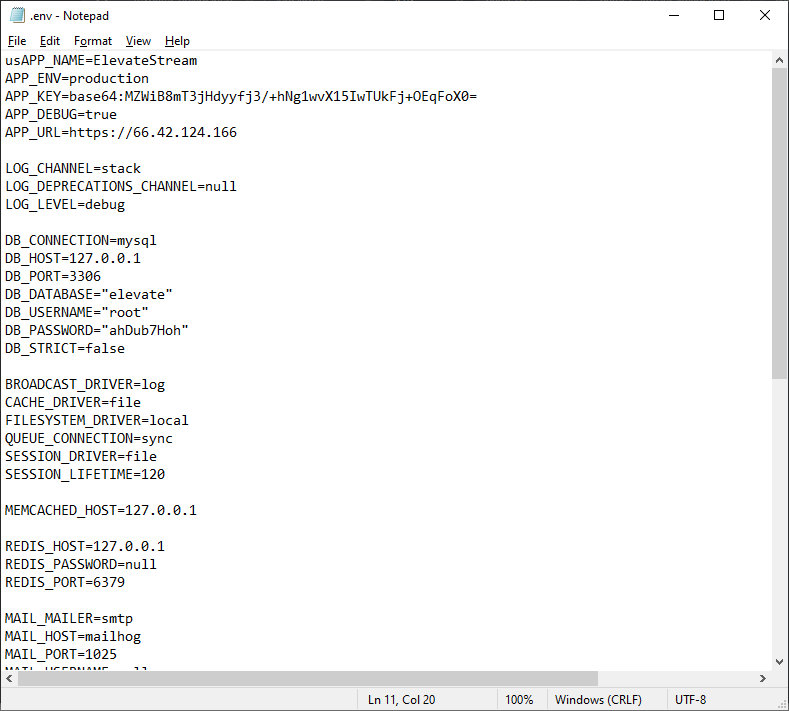 .env - Notepad
File Edit Format View Help
usAPP_NAME=ElevateStream
APP_ENV=production
APP_KEY=base64:MZWiB8mT3jHdyyfj3/+hNg1wvX15IwTUkFj+OEqFoX0=
APP_DEBUG=true
APP_URL=https://66.42.124.166
LOG_CHANNEL=stack
LOG_DEPRECATIONS_CHANNEL=null
LOG_LEVEL=debug
DB_CONNECTION=mysql
DB_HOST=127.0.0.1
DB_PORT=3306
DB_DATABASE="elevate"
DB_USERNAME="root"
DB_PASSWORD="ahDub7Hoh"
DB_STRICT=false
BROADCAST_DRIVER=log
CACHE_DRIVER=file
FILESYSTEM_DRIVER=local
QUEUE_CONNECTION=sync
SESSION_DRIVER=file
SESSION_LIFETIME=120
MEMCACHED_HOST=127.0.0.1
REDIS_HOST=127.0.0.1
REDIS_PASSWORD=null
REDIS_PORT=6379
MAIL_MAILER=smtp
MAIL_HOST=mailhog
MAIL_PORT=1025
Ln 11, Col 20 100% Windows (CRLF) UTF-8